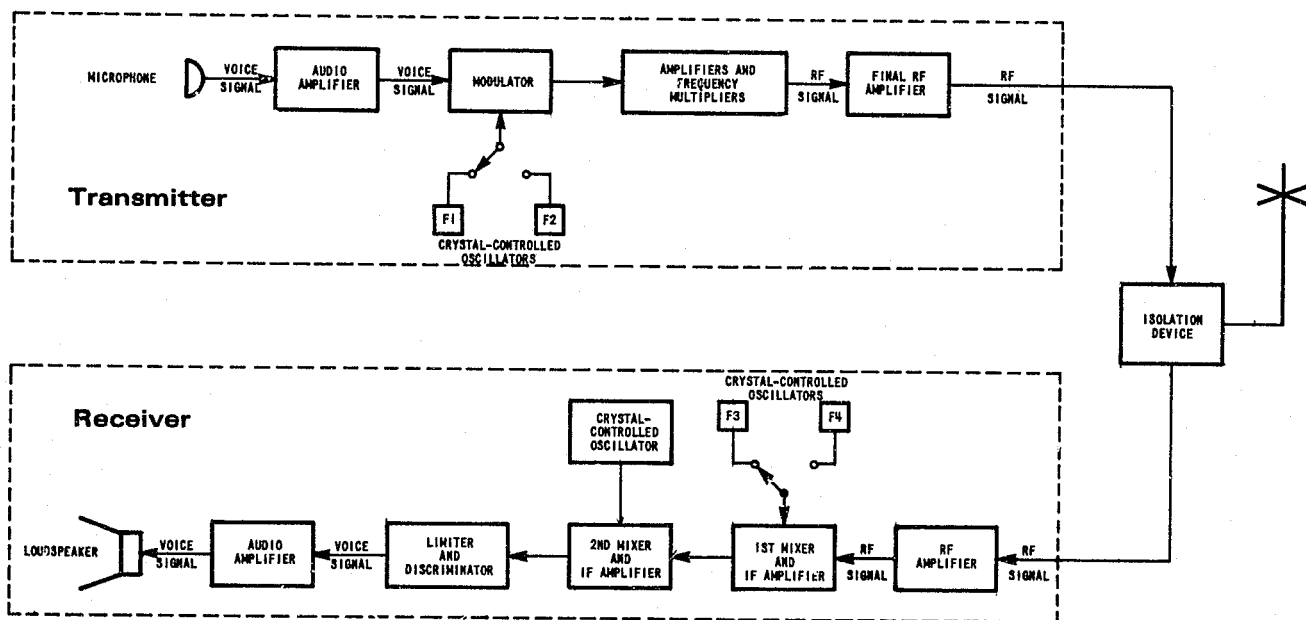 MICROPHONE
VOICE
SIGNAL
AUDIO
AMPLIFIER
VOICE
SIGNAL
MODULATOR
AMPLIFIERS AND
FREQUENCY
MULTIPLIERS
RF
SIGNAL
FINAL RF
AMPLIFIER
RF
SIGNAL
Transmitter
F1
F2
CRYSTAL-CONTROLLED
OSCILLATORS
ISOLATION
DEVICE
Receiver
CRYSTAL-CONTROLLED
OSCILLATORS
F3
F4
CRYSTAL-
CONTROLLED
OSCILLATOR
LOUDSPEAKER
VOICE
SIGNAL
AUDIO
AMPLIFIER
VOICE
SIGNAL
LIMITER
AND
DISCRIMINATOR
2ND MIXER
AND
IF AMPLIFIER
1ST MIXER
AND
IF AMPLIFIER
RF
SIGNAL
RF
AMPLIFIER
RF
SIGNAL